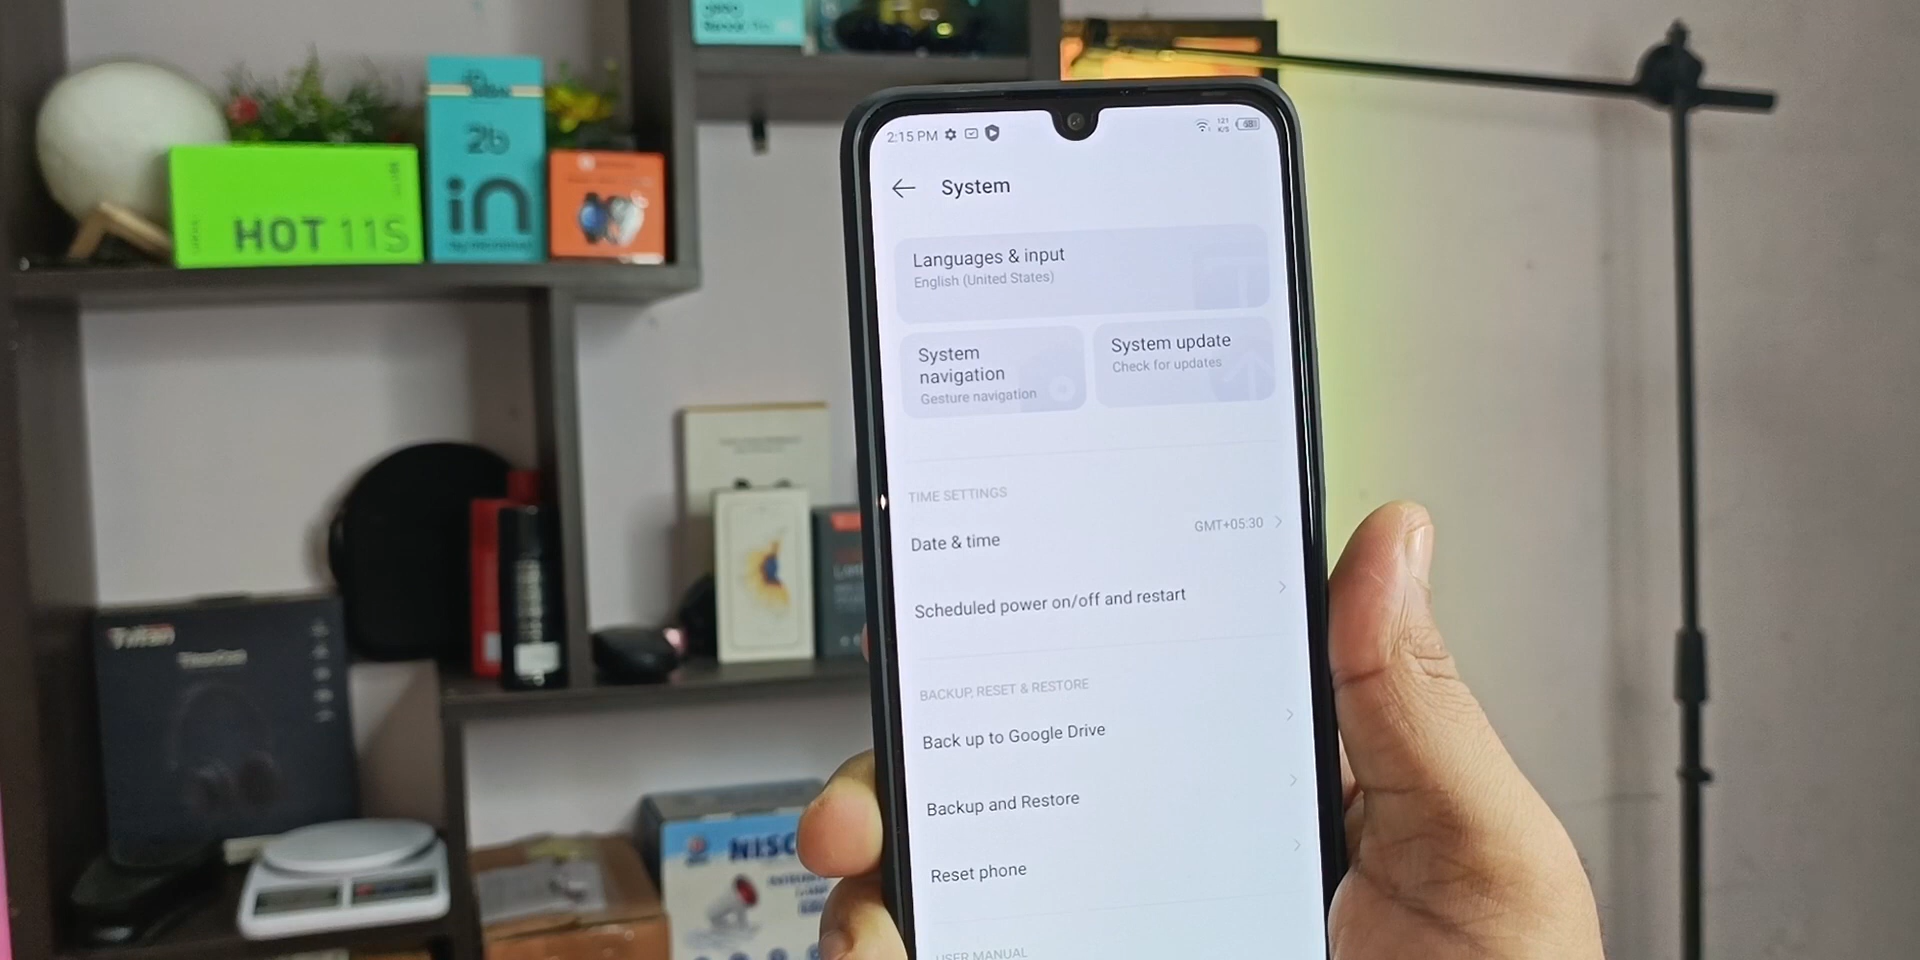 2:15 PM
System
Languages & input
English (United States)
System
navigation
Gesture navigation
System update
Check for updates
TIME SETTINGS
Date & time
GMT+05:30
Scheduled power on/off and restart
BACKUP, RESET & RESTORE
Back up to Google Drive
Backup and Restore
Reset phone
USER MANUAL
HOT 11S
2b
in
NISC